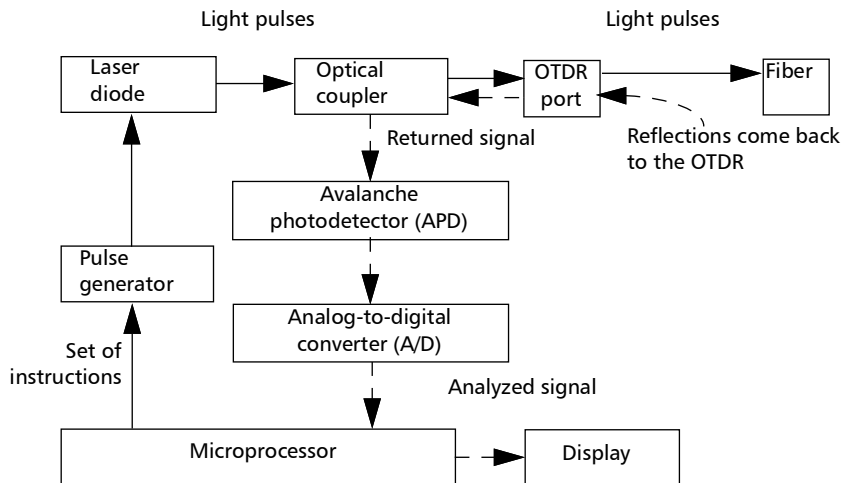 Light pulses
Light pulses
Laser
diode
Optical
coupler
OTDR
port
Fiber
Returned signal
Reflections come back
to the OTDR
Avalanche
photodetector (APD)
Pulse
generator
Analog-to-digital
converter (A/D)
Set of
instructions
Analyzed signal
Microprocessor
Display